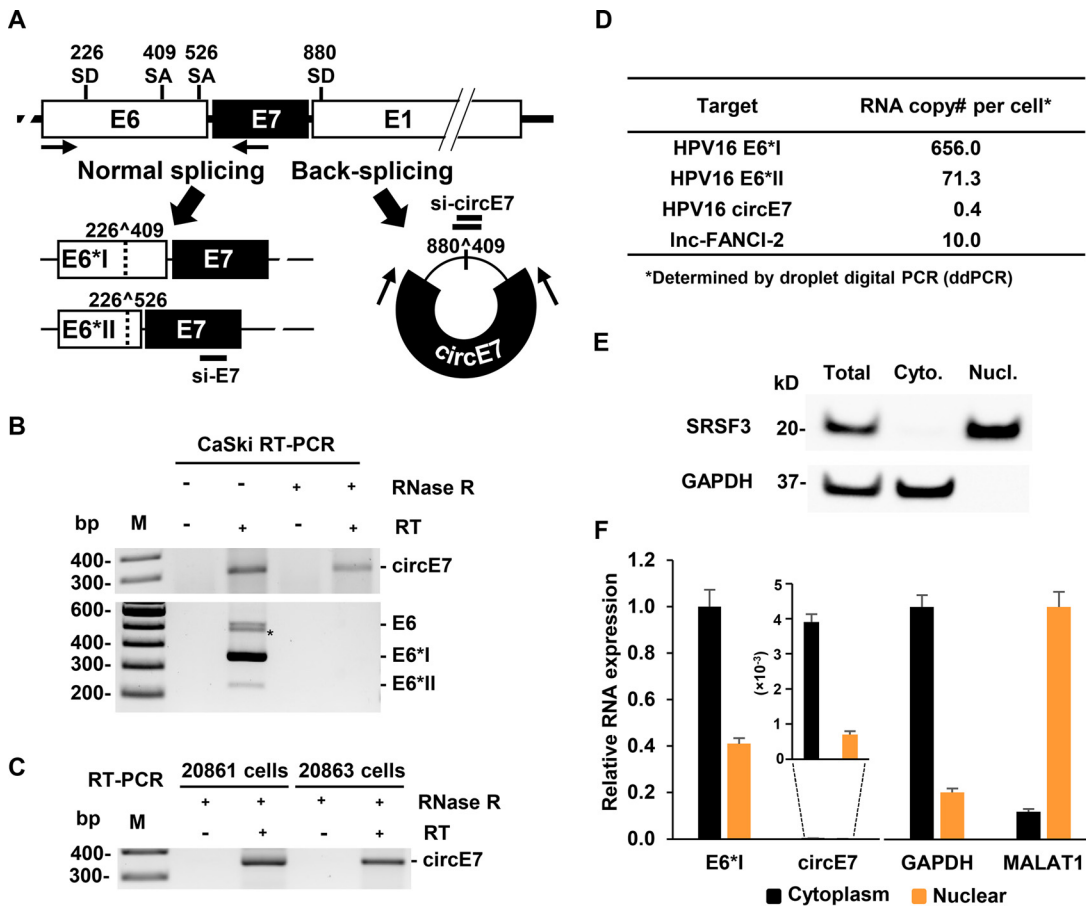 A
226 409 526 880
SD SA SA SD
E6 E7 E1
Normal splicing Back-splicing
si-circE7
226^409 880^409
E6*I E7
226^526
E6*II E7
circE7
si-E7
B
CaSki RT-PCR
- - + + RNase R
bp M - + - + RT
400-
300-
-circE7
600-
500-
400-
300-
200-
- E6
*
- E6*I
- E6*II
C
RT-PCR 20861 cells 20863 cells
+ + + + RNase R
bp M - + - + RT
400-
300-
-circE7
D
Target RNA copy# per cell*
HPV16 E6*I 656.0
HPV16 E6*II 71.3
HPV16 circE7 0.4
lnc-FANCI-2 10.0
*Determined by droplet digital PCR (ddPCR)
E
kD Total Cyto. Nucl.
SRSF3 20-
GAPDH 37-
F
Relative RNA expression
1.2
1.0
0.8
0.6
0.4
0.2
0.0
(×10-3)
5
4
3
2
1
0
E6*I circE7 GAPDH MALAT1
Cytoplasm Nuclear